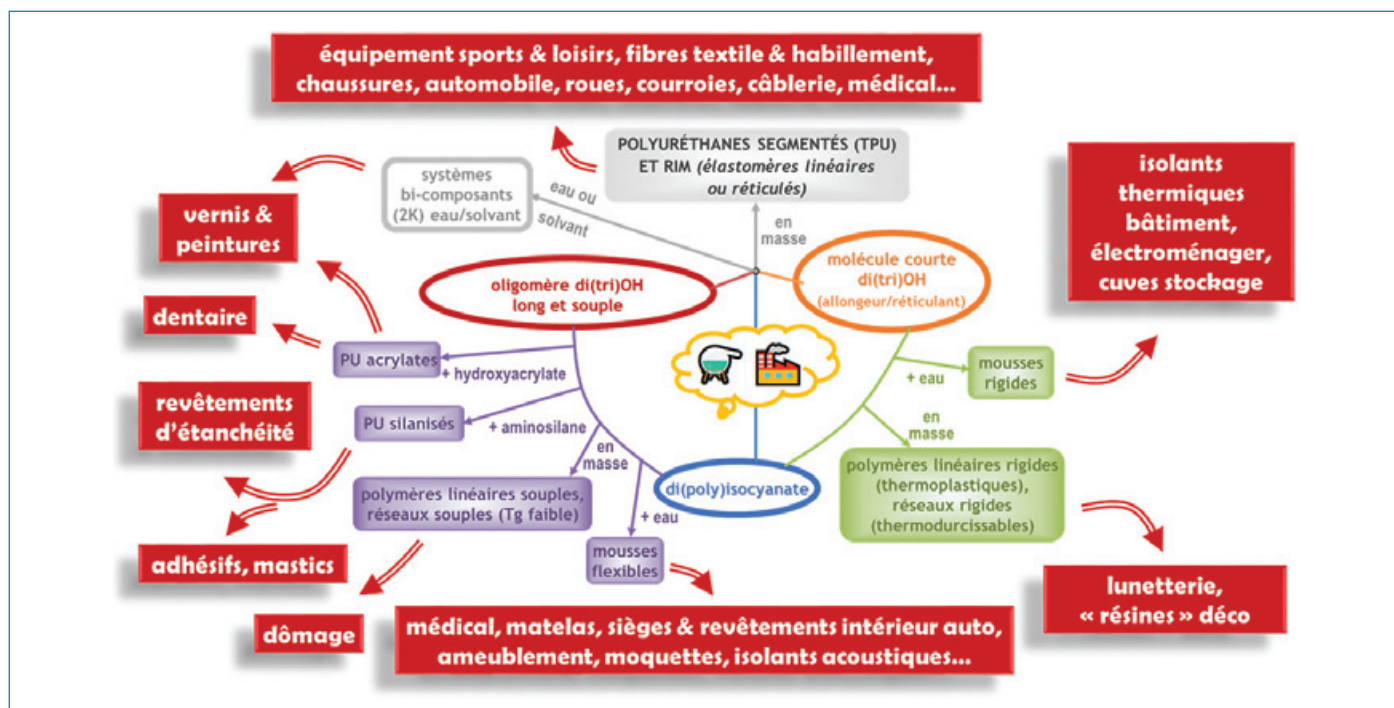 équipement sports & loisirs, fibres textile & habillement,
chaussures, automobile, roues, courroies, câblerie, médical...
POLYURÉTHANES SEGMENTÉS (TPU)
ET RIM (élastomères linéaires
ou réticulés)
systèmes
bi-composants
(2K) eau/solvant
eau ou
solvant
en
masse
isolants
thermiques
bâtiment,
électroménager,
cuves stockage
vernis &
peintures
oligomère di(tri)OH
long et souple
molécule courte
di(tri)OH
(allongeur/réticulant)
dentaire
PU acrylates
+ hydroxyacrylate
+ eau
mousses
rigides
revêtements
d'étanchéité
PU silanisés
+ aminosilane
en
masse
en
masse
polymères linéaires souples,
réseaux souples (Tg faible)
di(poly)isocyanate
polymères linéaires rigides
(thermoplastiques),
réseaux rigides
(thermodurcissables)
+ eau
mousses
flexibles
adhésifs, mastics
dômage
médical, matelas, sièges & revêtements intérieur auto,
ameublement, moquettes, isolants acoustiques...
lunetterie,
« résines » déco